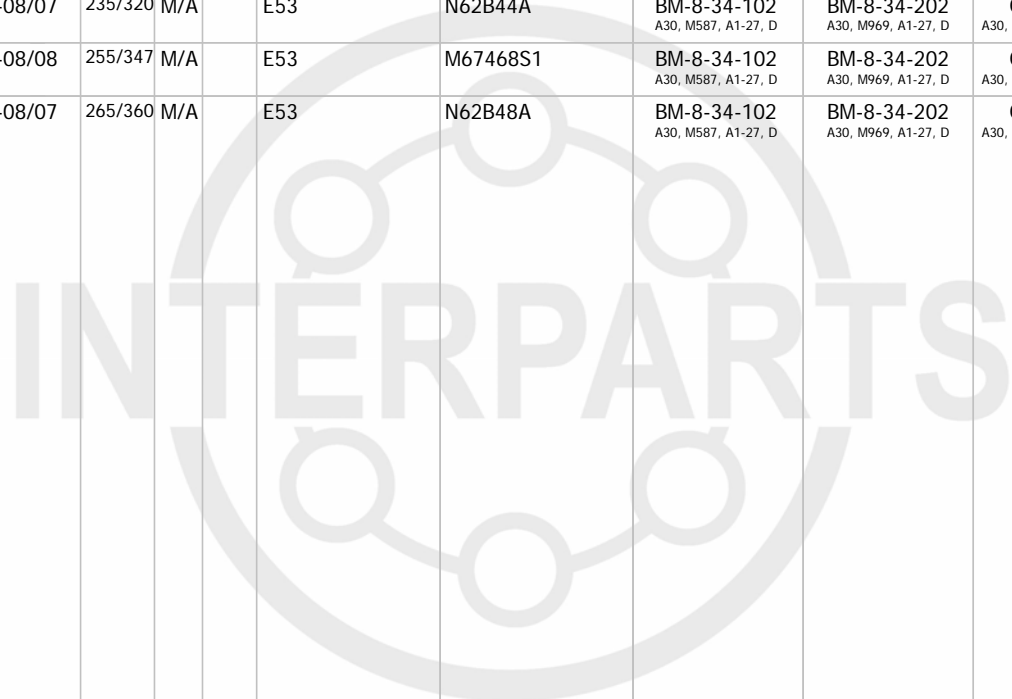 -08/07 235/320 M/A E53 N62B44A BM-8-34-102 BM-8-34-202
A30, M587, A1-27, D A30, M969, A1-27, D A30,
-08/08 255/347 M/A E53 M67468S1 BM-8-34-102 BM-8-34-202
A30, M587, A1-27, D A30, M969, A1-27, D A30,
-08/07 265/360 M/A E53 N62B48A BM-8-34-102 BM-8-34-202
A30, M587, A1-27, D A30, M969, A1-27, D A30,
INTERPARTS